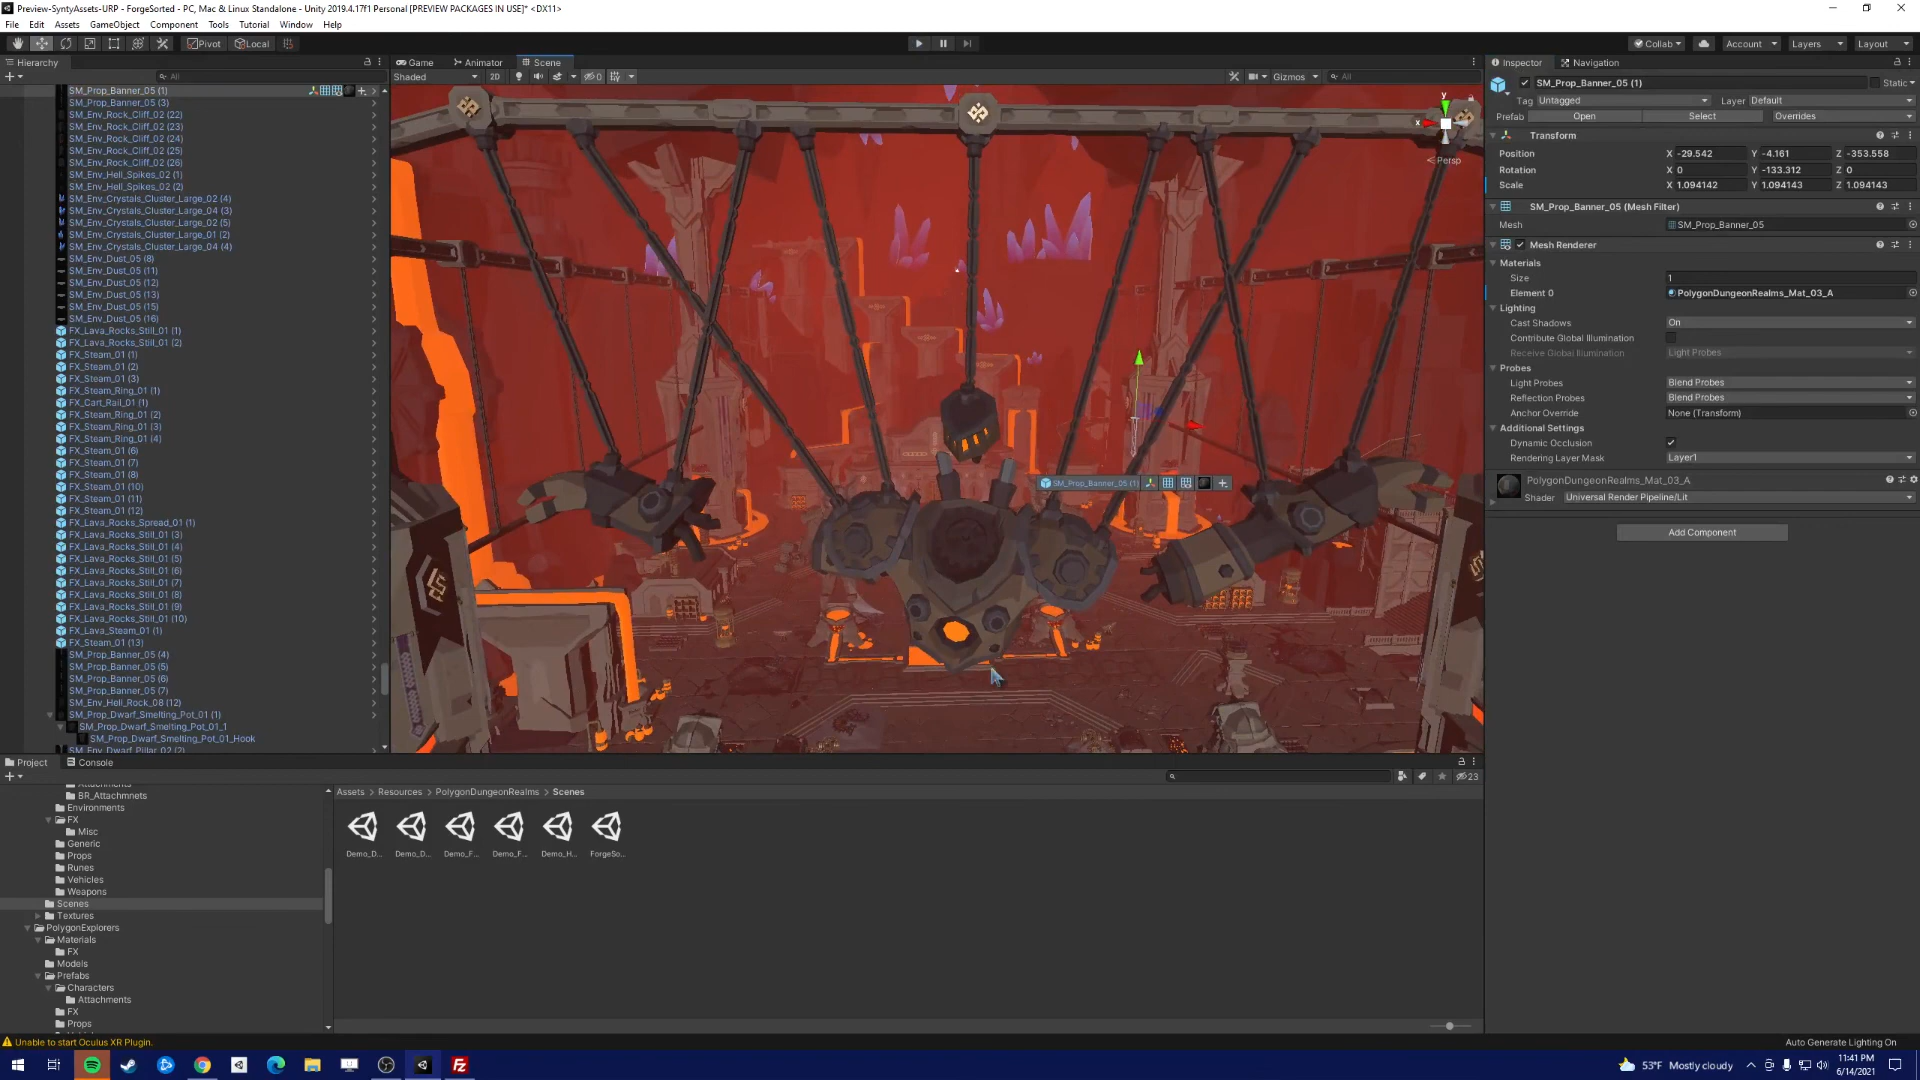 Preview-SyntyAssets-URP - ForgeSorted - PC, Mac & Linux Standalone - Unity 2019.4.17f1 Personal [PREVIEW PACKAGES IN USE]* <DX11>
File Edit Assets GameObject Component Tools Tutorial Window Help
Pivot Local Collab Account Layers Layout
Hierarchy
All
SM_Prop_Banner_05 (1)
SM_Prop_Banner_05 (3)
SM_Env_Rock_Cliff_02 (22)
SM_Env_Rock_Cliff_02 (23)
SM_Env_Rock_Cliff_02 (24)
SM_Env_Rock_Cliff_02 (25)
SM_Env_Rock_Cliff_02 (26)
SM_Env_Hell_Spikes_02 (1)
SM_Env_Hell_Spikes_02 (2)
SM_Env_Crystals_Cluster_Large_02 (4)
SM_Env_Crystals_Cluster_Large_04 (3)
SM_Env_Crystals_Cluster_Large_02 (5)
SM_Env_Crystals_Cluster_Large_01 (2)
SM_Env_Crystals_Cluster_Large_04 (4)
SM_Env_Dust_05 (8)
SM_Env_Dust_05 (11)
SM_Env_Dust_05 (12)
SM_Env_Dust_05 (13)
SM_Env_Dust_05 (15)
SM_Env_Dust_05 (16)
FX_Lava_Rocks_Still_01 (1)
FX_Lava_Rocks_Still_01 (2)
FX_Steam_01 (1)
FX_Steam_01 (2)
FX_Steam_01 (3)
FX_Steam_Ring_01 (1)
FX_Cart_Rail_01 (1)
FX_Steam_Ring_01 (2)
FX_Steam_Ring_01 (3)
FX_Steam_Ring_01 (4)
FX_Steam_01 (6)
FX_Steam_01 (7)
FX_Steam_01 (8)
FX_Steam_01 (10)
FX_Steam_01 (11)
FX_Steam_01 (12)
FX_Lava_Rocks_Spread_01 (1)
FX_Lava_Rocks_Still_01 (3)
FX_Lava_Rocks_Still_01 (4)
FX_Lava_Rocks_Still_01 (5)
FX_Lava_Rocks_Still_01 (6)
FX_Lava_Rocks_Still_01 (7)
FX_Lava_Rocks_Still_01 (8)
FX_Lava_Rocks_Still_01 (9)
FX_Lava_Rocks_Still_01 (10)
FX_Lava_Steam_01 (1)
FX_Steam_01 (13)
SM_Prop_Banner_05 (4)
SM_Prop_Banner_05 (5)
SM_Prop_Banner_05 (6)
SM_Prop_Banner_05 (7)
SM_Env_Hell_Rock_08 (12)
SM_Prop_Dwarf_Smelting_Pot_01 (1)
SM_Prop_Dwarf_Smelting_Pot_01_1
SM_Prop_Dwarf_Smelting_Pot_01_Hook
SM_Env_Dwarf_Pillar_02 (2)
Game Animator Scene
Shaded 2D 0 Gizmos All
y
x
Persp
SM_Prop_Banner_05 (1)
Inspector Navigation
SM_Prop_Banner_05 (1) Static
Tag Untagged Layer Default
Prefab Open Select Overrides
Transform
Position X -29.542 Y -4.161 Z -353.558
Rotation X 0 Y -133.312 Z 0
Scale X 1.094142 Y 1.094143 Z 1.094143
SM_Prop_Banner_05 (Mesh Filter)
Mesh SM_Prop_Banner_05
Mesh Renderer
Materials
Size 1
Element 0 PolygonDungeonRealms_Mat_03_A
Lighting
Cast Shadows On
Contribute Global Illumination
Receive Global Illumination Light Probes
Probes
Light Probes Blend Probes
Reflection Probes Blend Probes
Anchor Override None (Transform)
Additional Settings
Dynamic Occlusion
Rendering Layer Mask Layer1
PolygonDungeonRealms_Mat_03_A
Shader Universal Render Pipeline/Lit
Add Component
Project Console
23
Attachments
BR_Attachmnets
Environments
FX
Misc
Generic
Props
Runes
Vehicles
Weapons
Scenes
Textures
PolygonExplorers
Materials
FX
Models
Prefabs
Characters
Attachments
FX
Props
Assets Resources PolygonDungeonRealms Scenes
Demo_D... Demo_D... Demo_F... Demo_F... Demo_H... ForgeSo...
Unable to start Oculus XR Plugin.
Auto Generate Lighting On
53°F Mostly cloudy
11:41 PM
6/14/2021